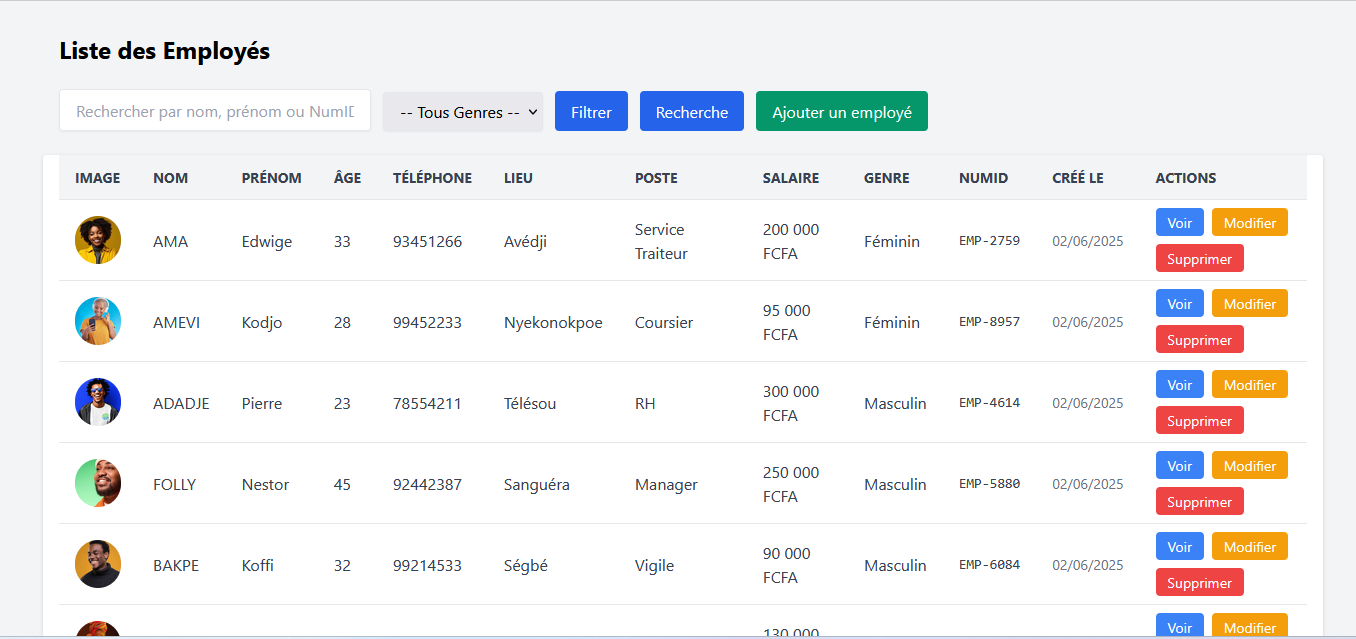 Liste des Employés
Rechercher par nom, prénom ou NumID -- Tous Genres -- Filtrer Recherche Ajouter un employé
IMAGE NOM PRÉNOM ÂGE TÉLÉPHONE LIEU POSTE SALAIRE GENRE NUMID CRÉÉ LE ACTIONS
AMA Edwige 33 93451266 Avédji Service Traiteur 200 000 FCFA Féminin EMP-2759 02/06/2025 Voir Modifier
Supprimer
AMEVI Kodjo 28 99452233 Nyekonokpoe Coursier 95 000 FCFA Féminin EMP-8957 02/06/2025 Voir Modifier
Supprimer
ADADJE Pierre 23 78554211 Télésou RH 300 000 FCFA Masculin EMP-4614 02/06/2025 Voir Modifier
Supprimer
FOLLY Nestor 45 92442387 Sanguéra Manager 250 000 FCFA Masculin EMP-5880 02/06/2025 Voir Modifier
Supprimer
BAKPE Koffi 32 99214533 Ségbé Vigile 90 000 FCFA Masculin EMP-6084 02/06/2025 Voir Modifier
Supprimer
130 000 Voir Modifier